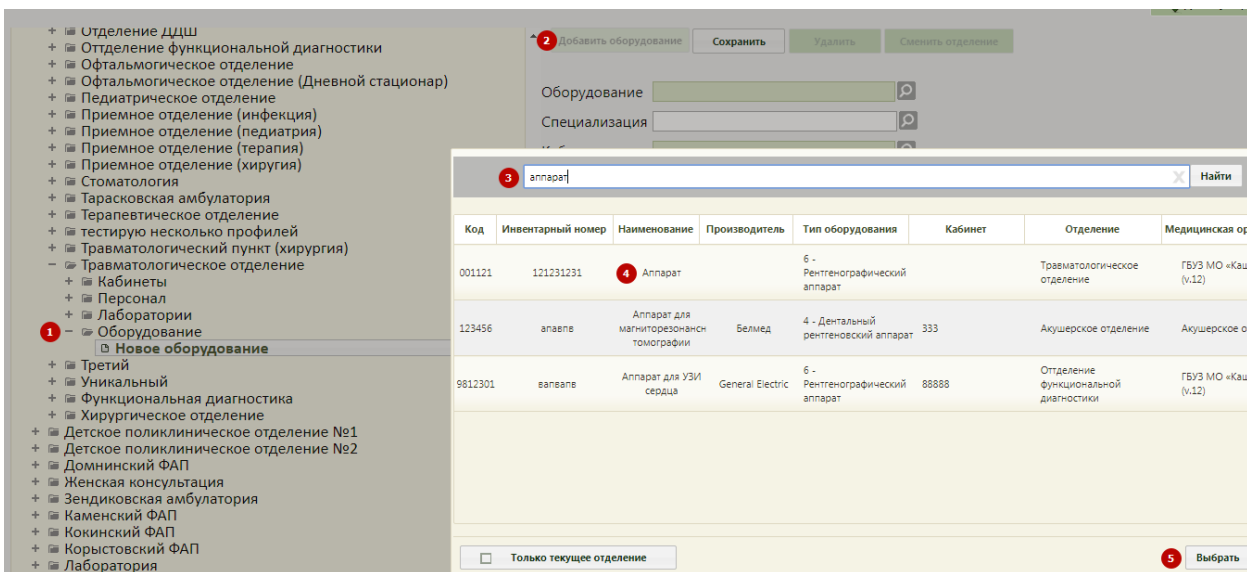 Отделение ДДШ
Оттделение функциональной диагностики
Офтальмогическое отделение
Офтальмогическое отделение (Дневной стационар)
Педиатрическое отделение
Приемное отделение (инфекция)
Приемное отделение (педиатрия)
Приемное отделение (терапия)
Приемное отделение (хиругия)
Стоматология
Тарасковская амбулатория
Терапевтическое отделение
тестирую несколько профилей
Травматологический пункт (хирургия)
Травматологическое отделение
Кабинеты
Персонал
Лаборатории
1 Оборудование
Новое оборудование
Третий
Уникальный
Функциональная диагностика
Хирургическое отделение
Детское поликлиническое отделение №1
Детское поликлиническое отделение №2
Домнинский ФАП
Женская консультация
Зендиковская амбулатория
Каменский ФАП
Кокинский ФАП
Корыстовский ФАП
Лаборатория
2 Добавить оборудование Сохранить Удалить Сменить отделение
Оборудование
Специализация
3 аппарат X Найти
Код Инвентарный номер Наименование Производитель Тип оборудования Кабинет Отделение Медицинская ор
001121 121231231 4 Аппарат 6 - Рентгенографический аппарат Травматологическое отделение ГБУЗ МО «Каш (v.12)
123456 апавпв Аппарат для магниторезонансн томографии Белмед 4 - Дентальный рентгеновский аппарат 333 Акушерское отделение Акушерское о
9812301 вапвапв Аппарат для УЗИ сердца General Electric 6 - Рентгенографический аппарат 88888 Оттделение функциональной диагностики ГБУЗ МО «Каш (v.12)
Только текущее отделение 5 Выбрать